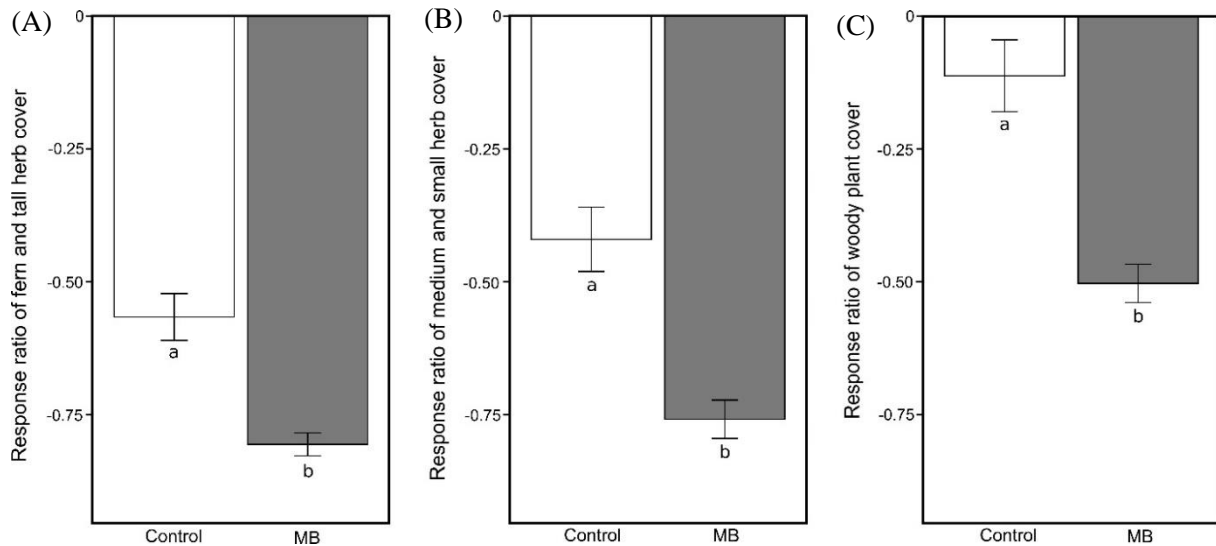 (A)
Response ratio of fern and tall herb cover
0
-0.25
-0.50
-0.75
a
b
Control
MB
(B)
Response ratio of medium and small herb cover
0
-0.25
-0.50
-0.75
a
b
Control
MB
(C)
Response ratio of woody plant cover
0
-0.25
-0.50
-0.75
a
b
Control
MB